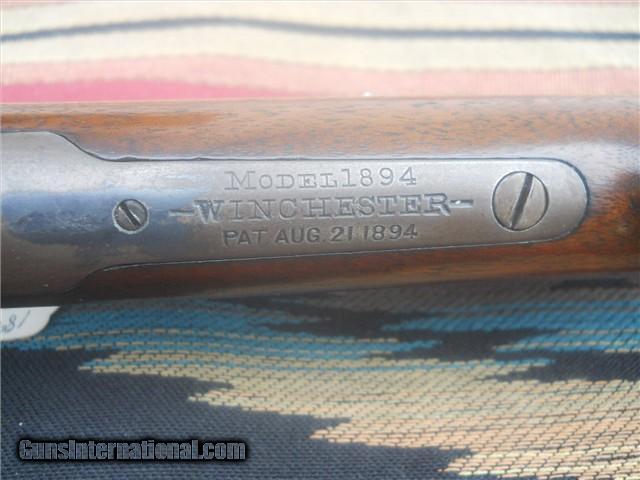 MODEL 1894
-WINCHESTER-
PAT AUG. 21 1894
GunsInternational.com